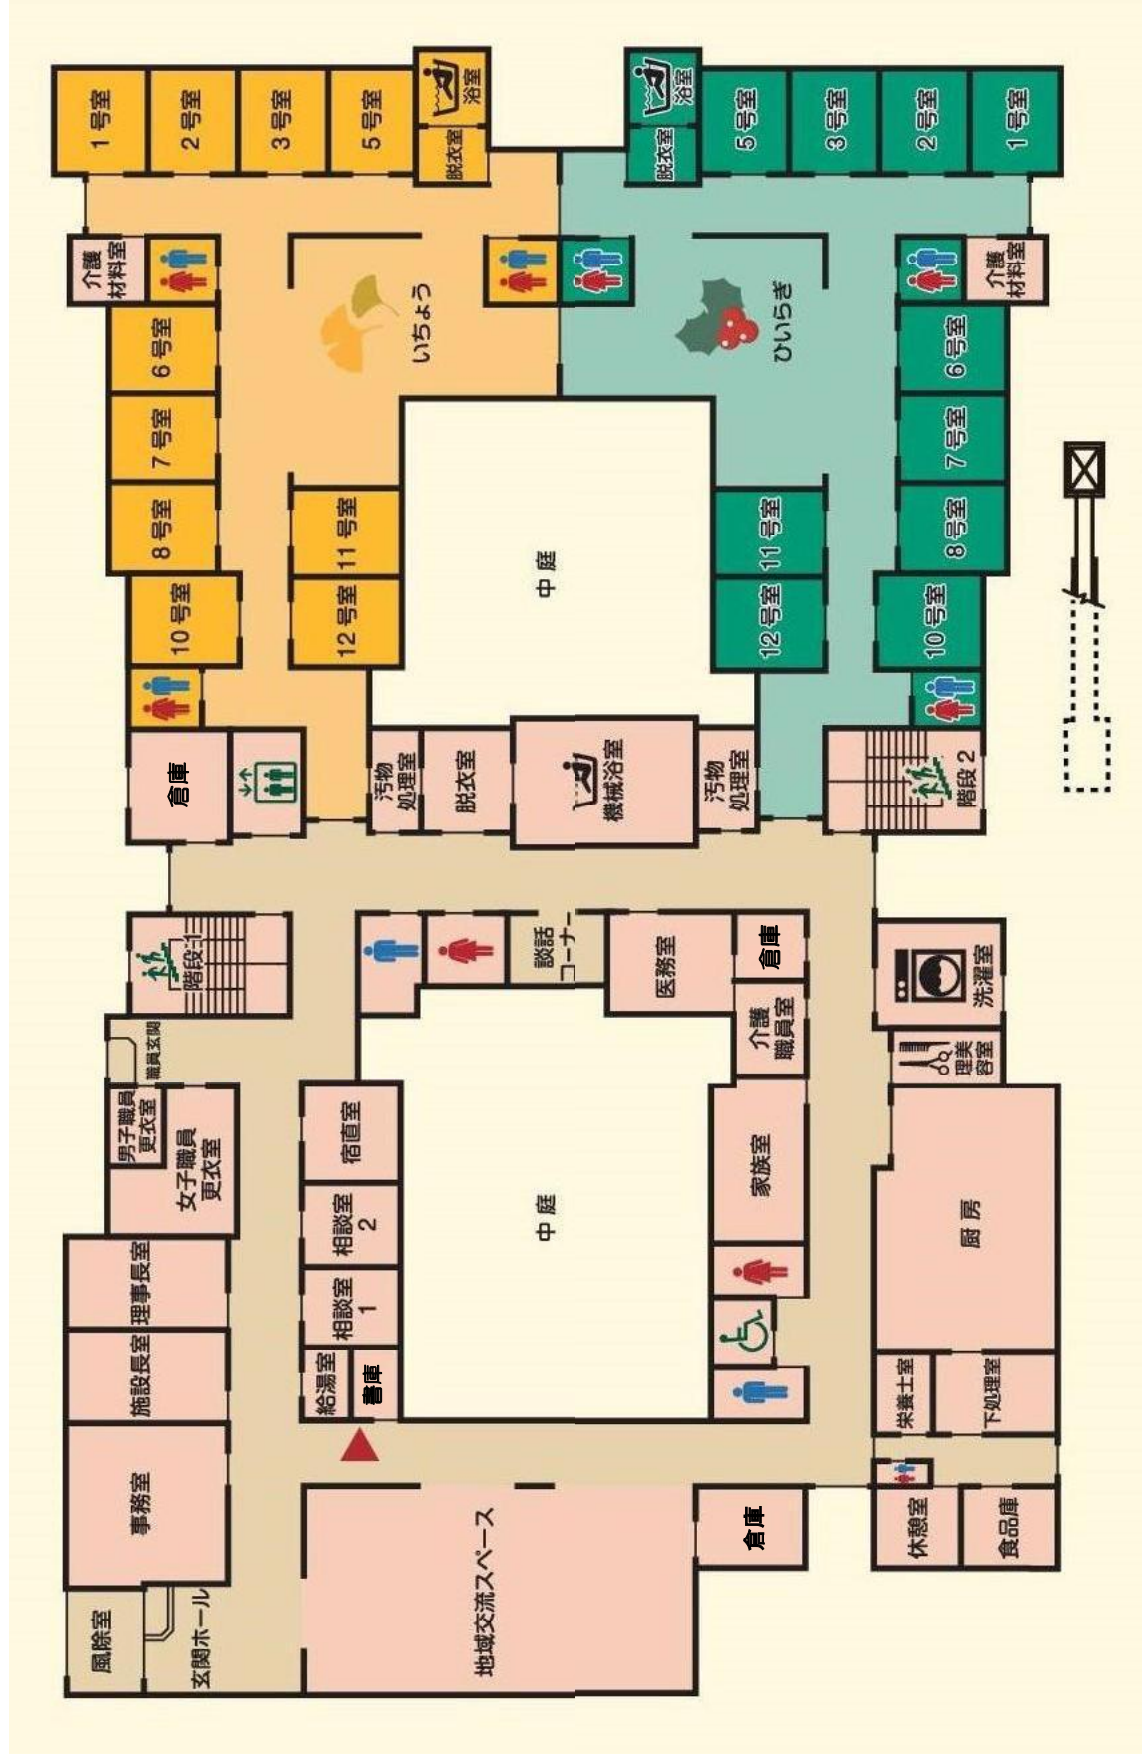 1号室
2号室
3号室
5号室
浴室
脱衣室
浴室
脱衣室
5号室
3号室
2号室
1号室
介護
材料室
いちょう
ひいらぎ
介護
材料室
6号室
7号室
8号室
10号室
11号室
12号室
中庭
11号室
12号室
6号室
7号室
8号室
10号室
倉庫
汚物
処理室
脱衣室
機械浴室
汚物
処理室
階段2
階段1
談話
コーナー
医務室
倉庫
介護
職員室
洗濯室
理美
容室
職員玄関
男子職員
更衣室
女子職員
更衣室
宿直室
相談室
2
相談室
1
給湯室
書庫
中庭
家族室
厨房
理事長室
施設長室
事務室
栄養士室
下処理室
休憩室
食品庫
倉庫
地域交流スペース
風除室
玄関ホール